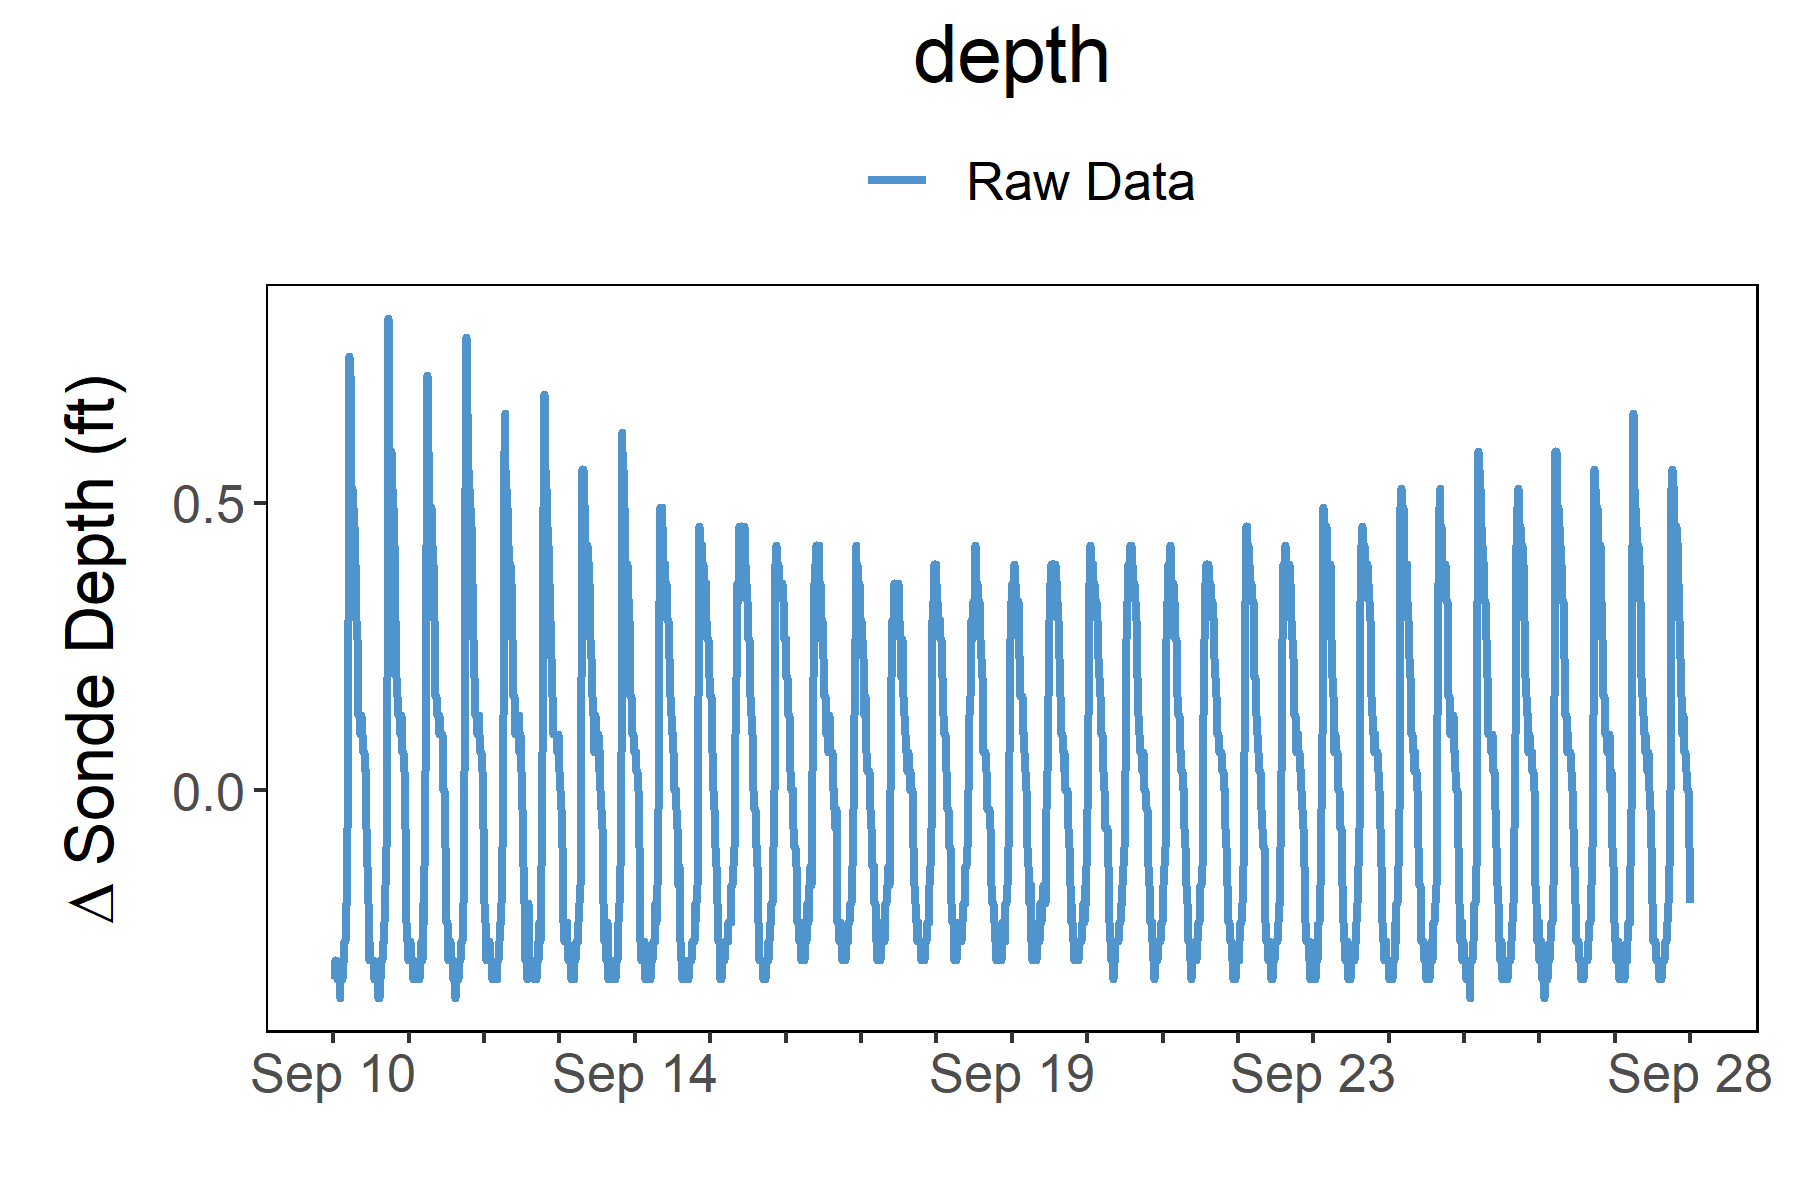 depth
Raw Data
Δ Sonde Depth (ft)
0.5
0.0
Sep 10 Sep 14 Sep 19 Sep 23 Sep 28